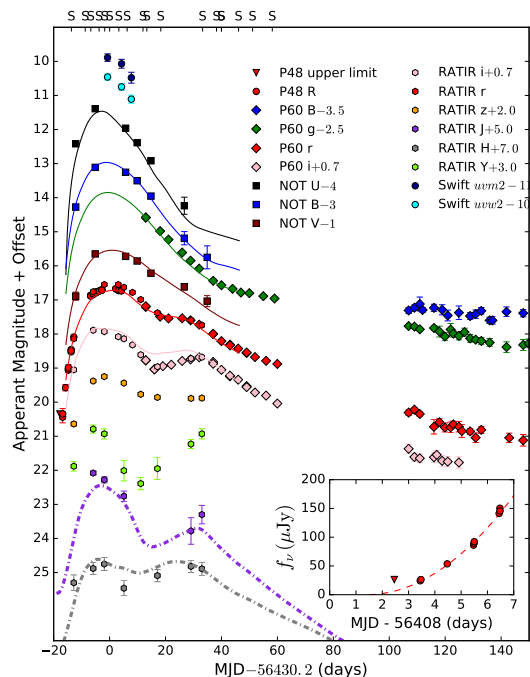 S S S S S S S S S S S S S S S S S
10
11
12
13
14
15
16
17
18
19
20
21
22
23
24
25
Apperant Magnitude + Offset
P48 upper limit
P48 R
P60 B−3.5
P60 g−2.5
P60 r
P60 i+0.7
NOT U−4
NOT B−3
NOT V−1
RATIR i+0.7
RATIR r
RATIR z+2.0
RATIR J+5.0
RATIR H+7.0
RATIR Y+3.0
Swift uvm2−11
Swift uvw2−10
200
150
100
50
0
fν (μJy)
0 1 2 3 4 5 6 7
MJD - 56408 (days)
−20 0 20 40 60 80 100 120 140
MJD−56430.2 (days)